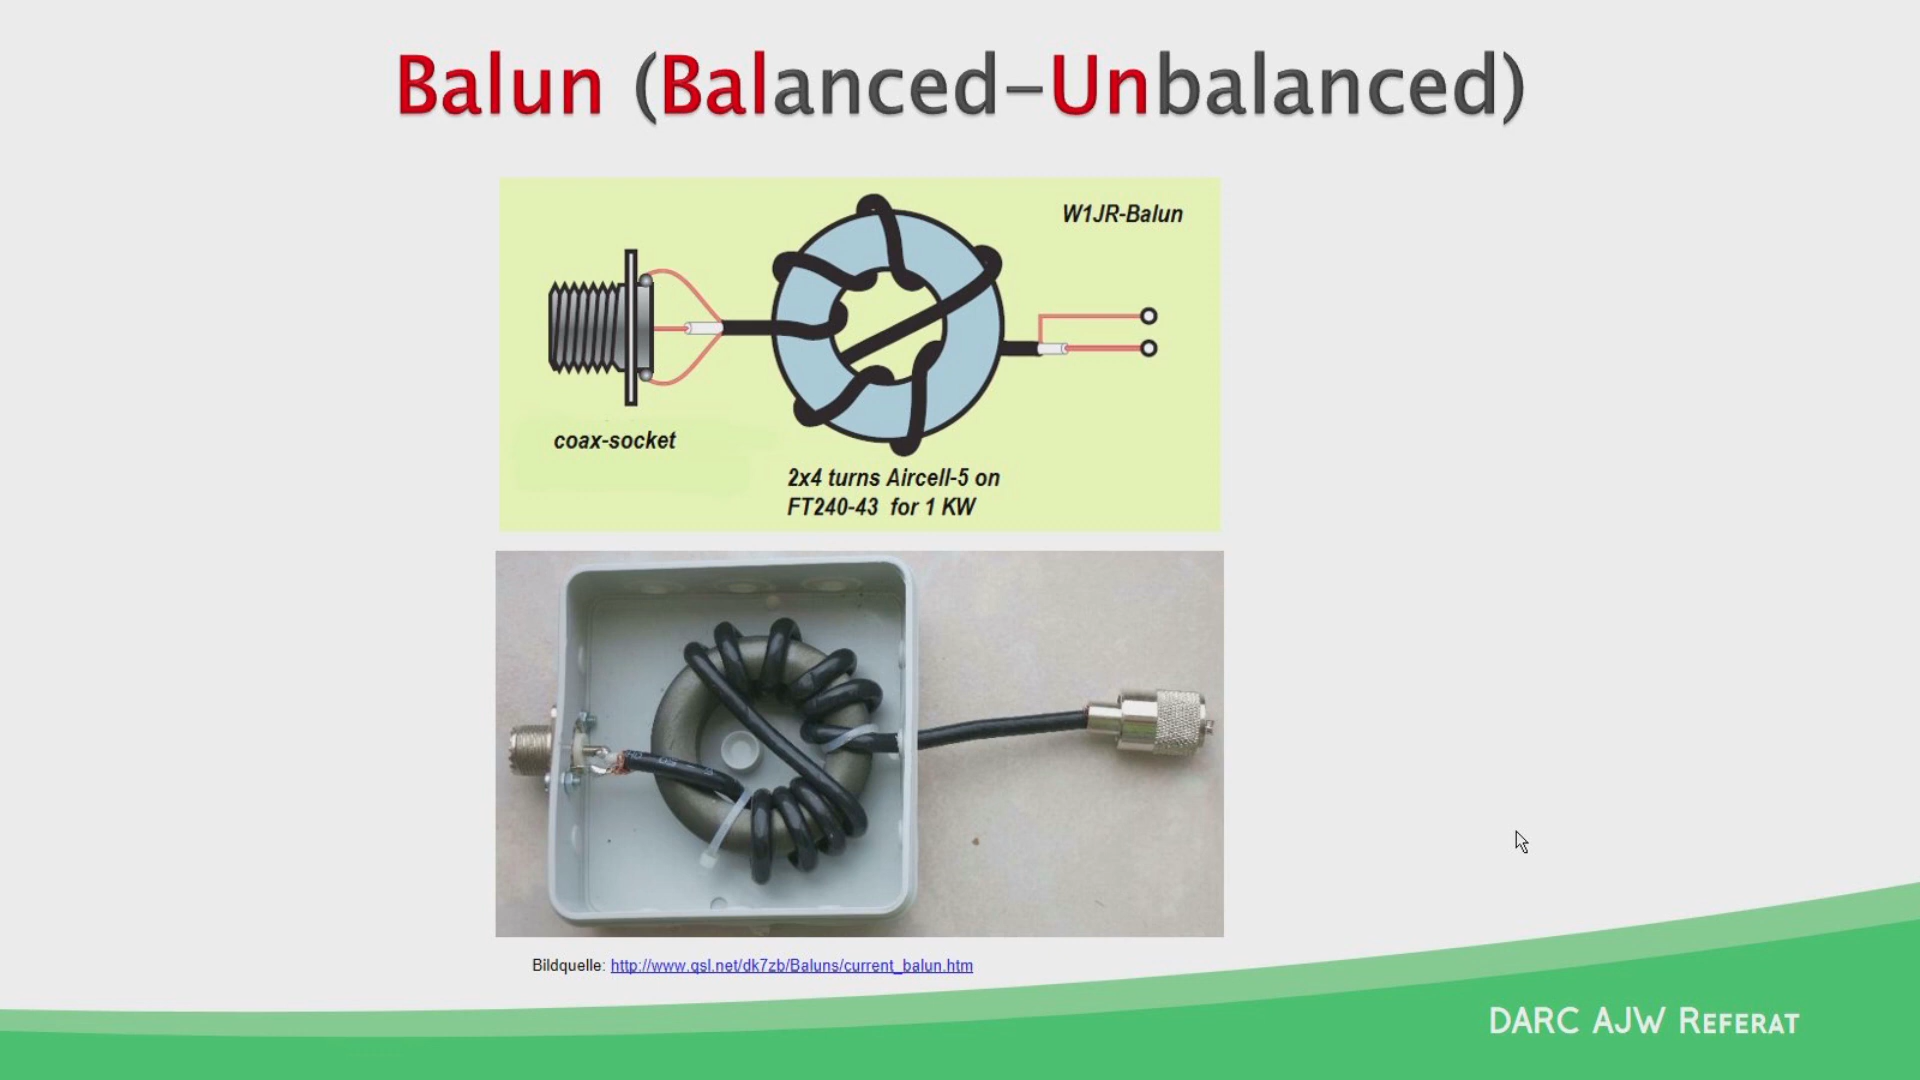 Balun (Balanced-Unbalanced)
W1JR-Balun
coax-socket
2x4 turns Aircell-5 on
FT240-43 for 1 KW
Bildquelle: http://www.qsl.net/dk7zb/Baluns/current_balun.htm
DARC AJW REFERAT